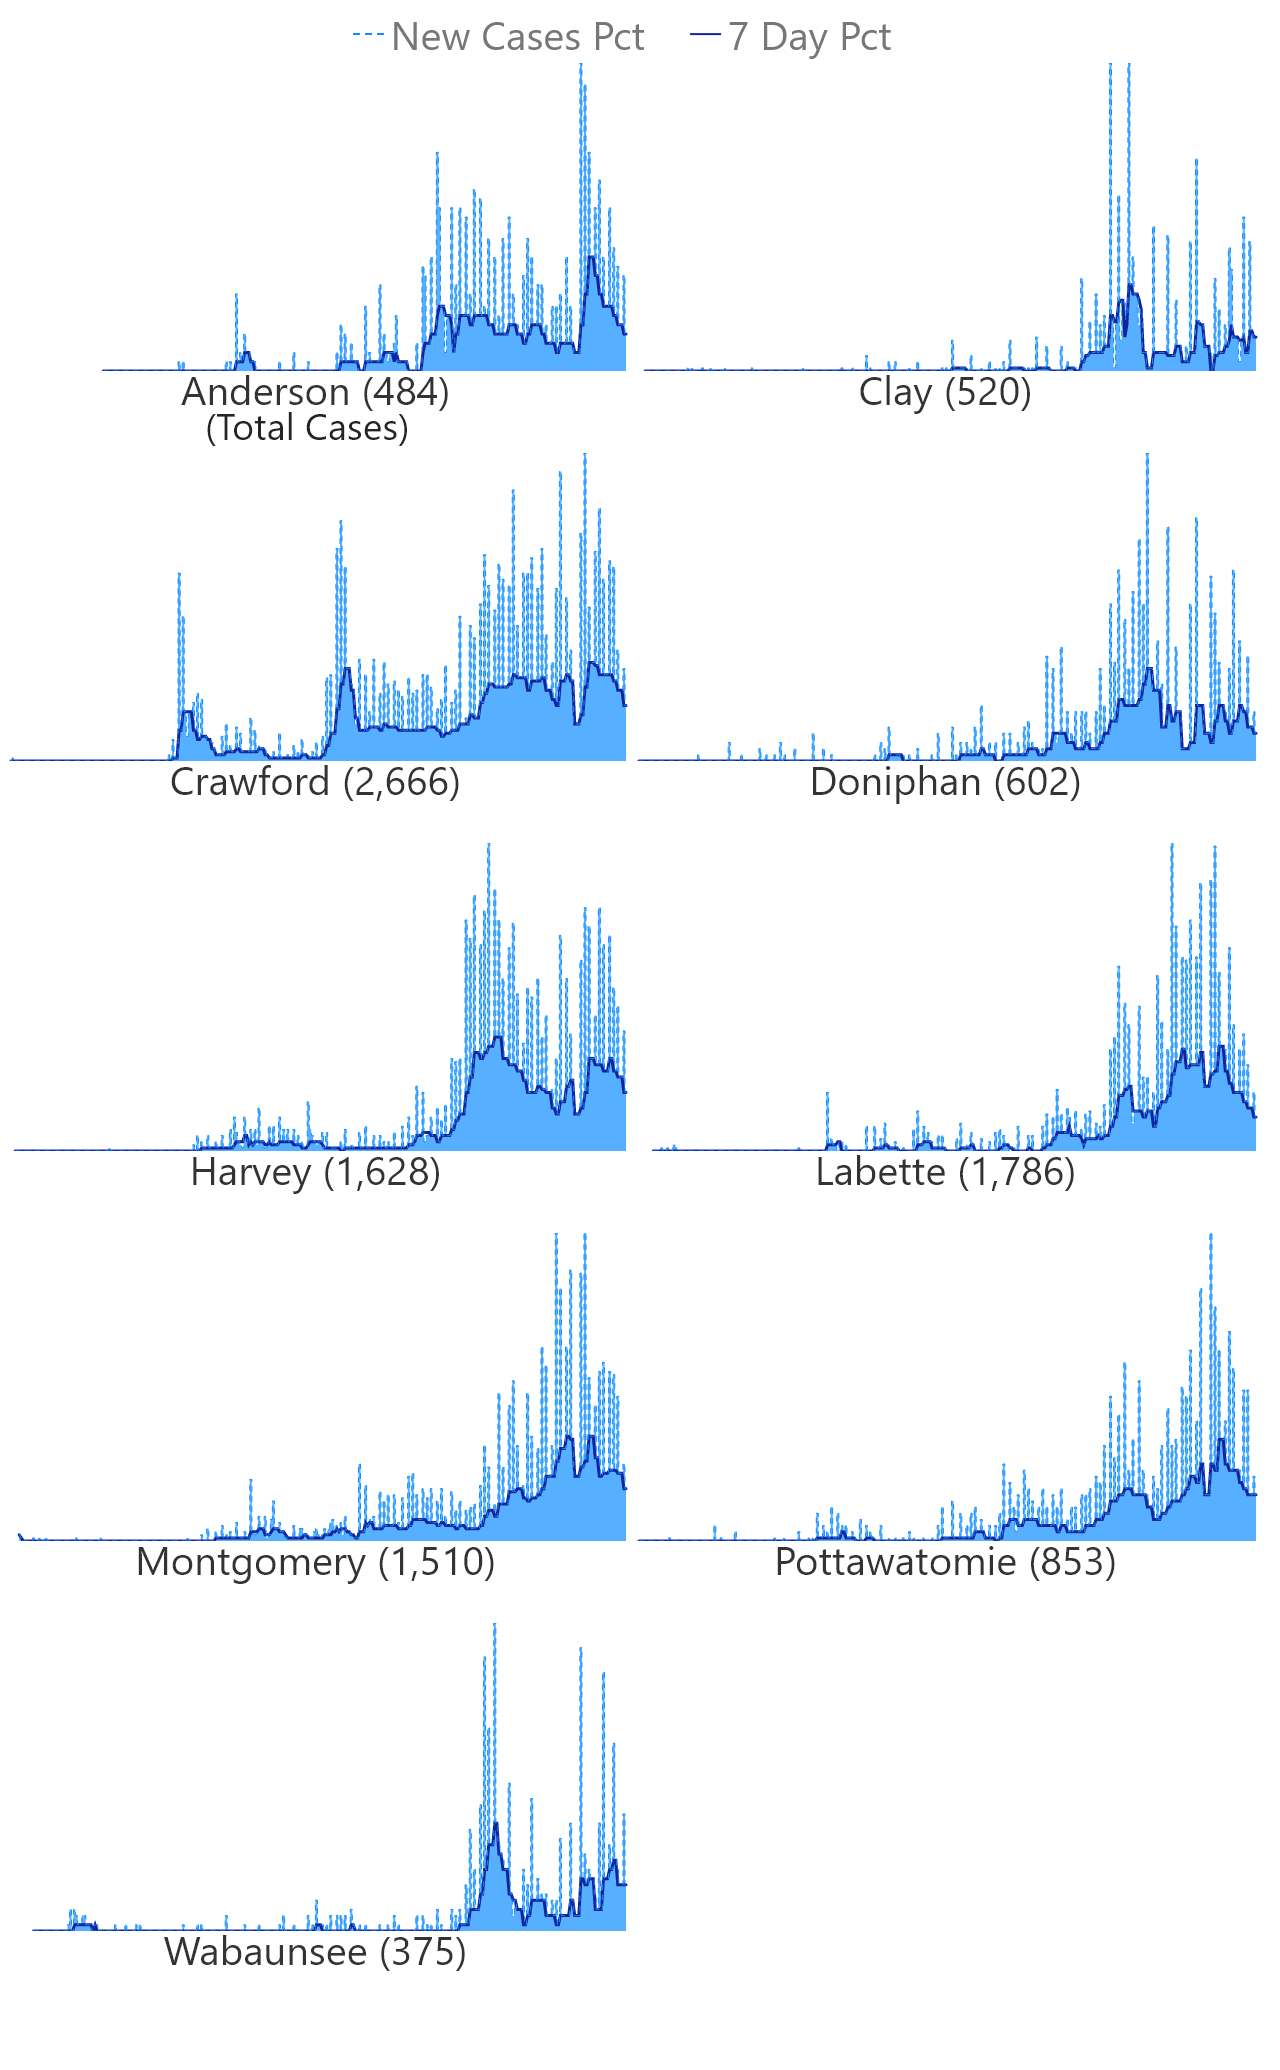 New Cases Pct 7 Day Pct
Anderson (484) Clay (520)
(Total Cases)
Crawford (2,666) Doniphan (602)
Harvey (1,628) Labette (1,786)
Montgomery (1,510) Pottawatomie (853)
Wabaunsee (375)